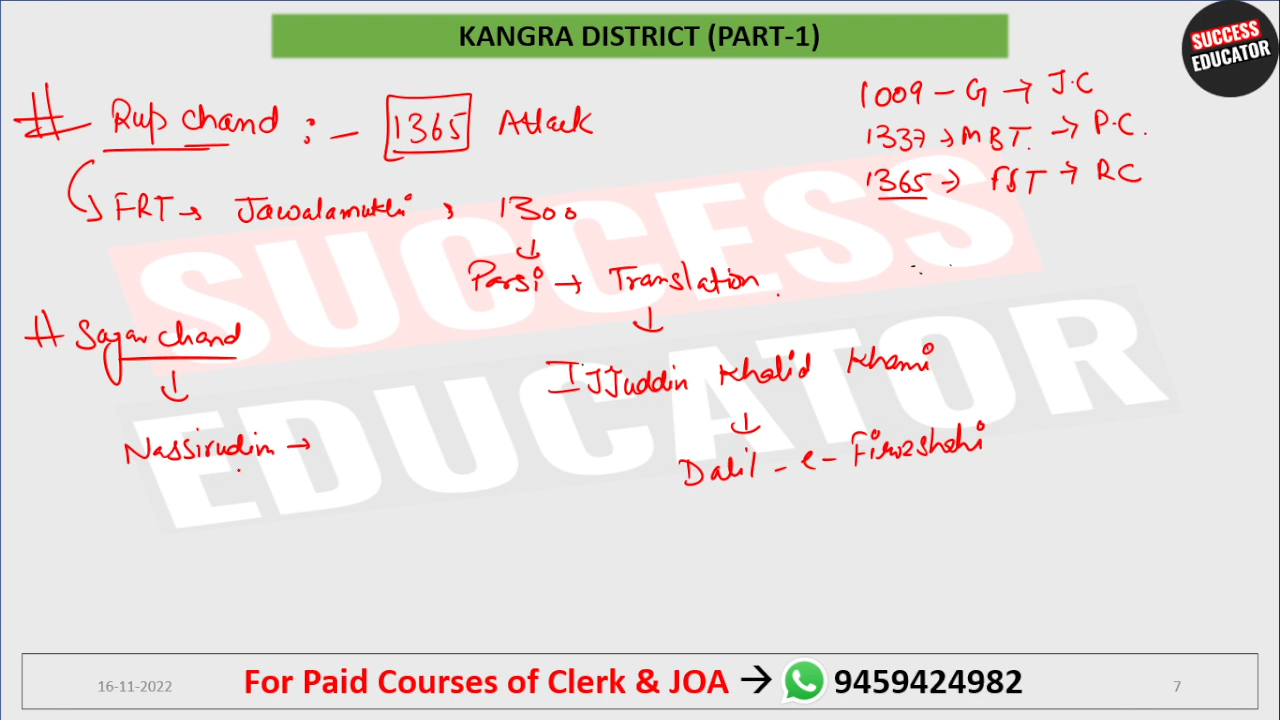 KANGRA DISTRICT (PART-1)
SUCCESS
EDUCATOR
# Rup chand :- 1365 Attack
1009 - G → J.C
1337 → MBT. → P.C.
1365 → FST → RC
FRT → Jawalamukhi, 1300
↓
Parsi → Translation.
↓
# Sagar chand
IJJuddin Khalid Khami
↓
↓
Nassirudin →
Dalil-e-Firozshahi
SUCCESS
EDUCATOR
16-11-2022
For Paid Courses of Clerk & JOA → 9459424982
7